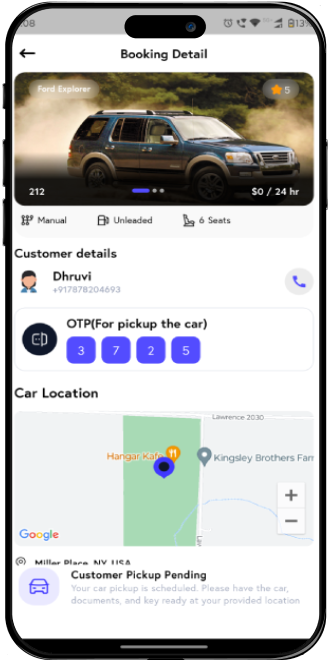 :08
13%
Booking Detail
Ford Explorer
5
212
$0 / 24 hr
Manual
Unleaded
6 Seats
Customer details
Dhruvi
+917878204693
OTP(For pickup the car)
3 7 2 5
Car Location
Lawrence 2030
Hangar Kafe
Kingsley Brothers Farm
Lav
+
−
Google
Miller Place, NY, USA
Customer Pickup Pending
Your car pickup is scheduled. Please have the car,
documents, and key ready at your provided location